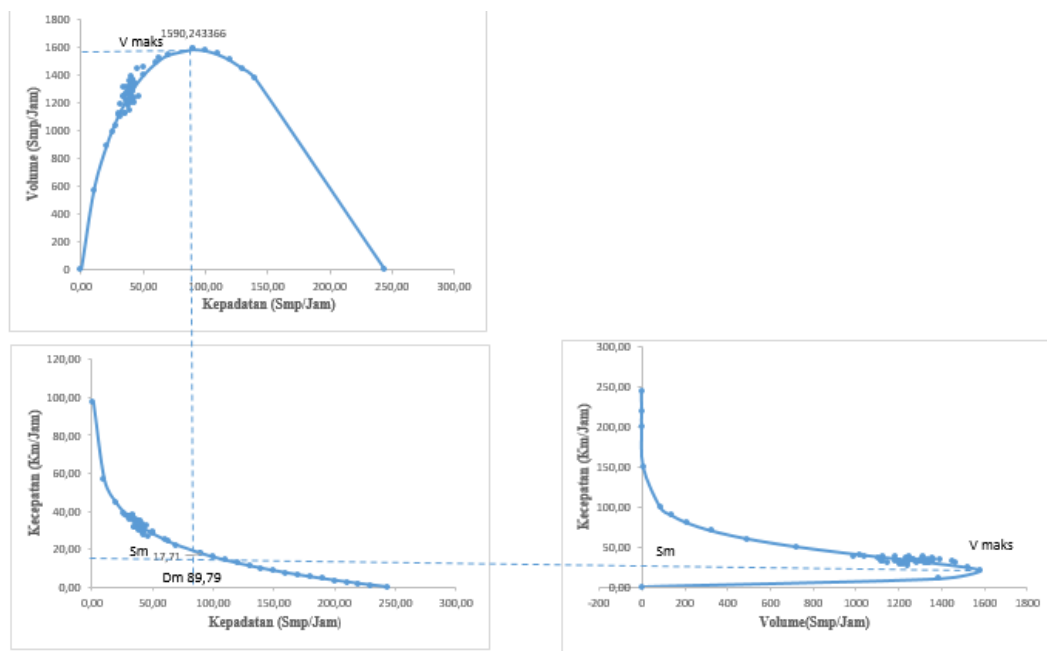 1800
1600
1400
1200
1000
800
600
400
200
0
V maks
1590,243366
Volume (Smp/Jam)
0,00 50,00 100,00 150,00 200,00 250,00 300,00
Kepadatan (Smp/Jam)
120,00
100,00
80,00
60,00
40,00
20,00
0,00
Kecepatan (Km/Jam)
Sm
17,71
Dm 89,79
0,00 50,00 100,00 150,00 200,00 250,00 300,00
Kepadatan (Smp/Jam)
300,00
250,00
200,00
150,00
100,00
50,00
0,00
Kecepatan (Km/Jam)
Sm
V maks
-200 0 200 400 600 800 1000 1200 1400 1600 1800
Volume(Smp/Jam)